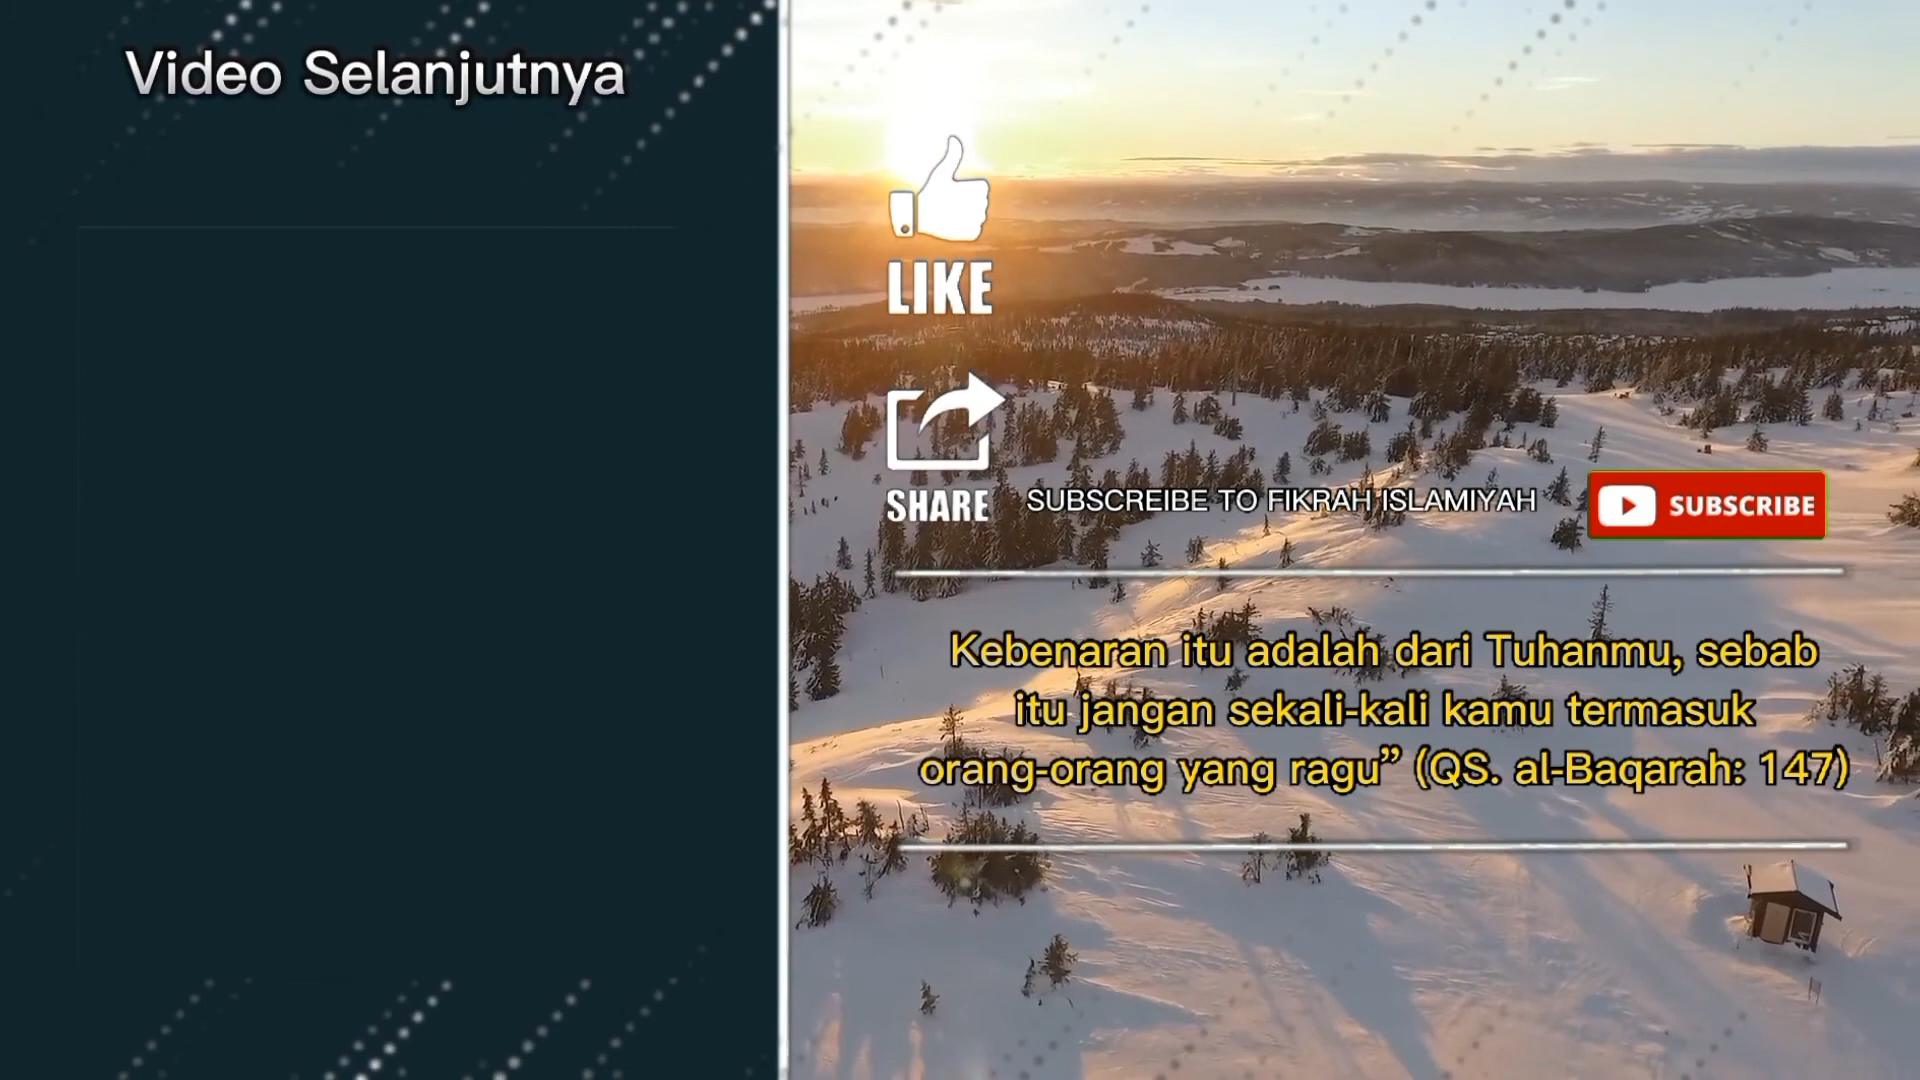 Video Selanjutnya
LIKE
SHARE
SUBSCREIBE TO FIKRAH ISLAMIYAH
SUBSCRIBE
Kebenaran itu adalah dari Tuhanmu, sebab
itu jangan sekali-kali kamu termasuk
orang-orang yang ragu” (QS. al-Baqarah: 147)